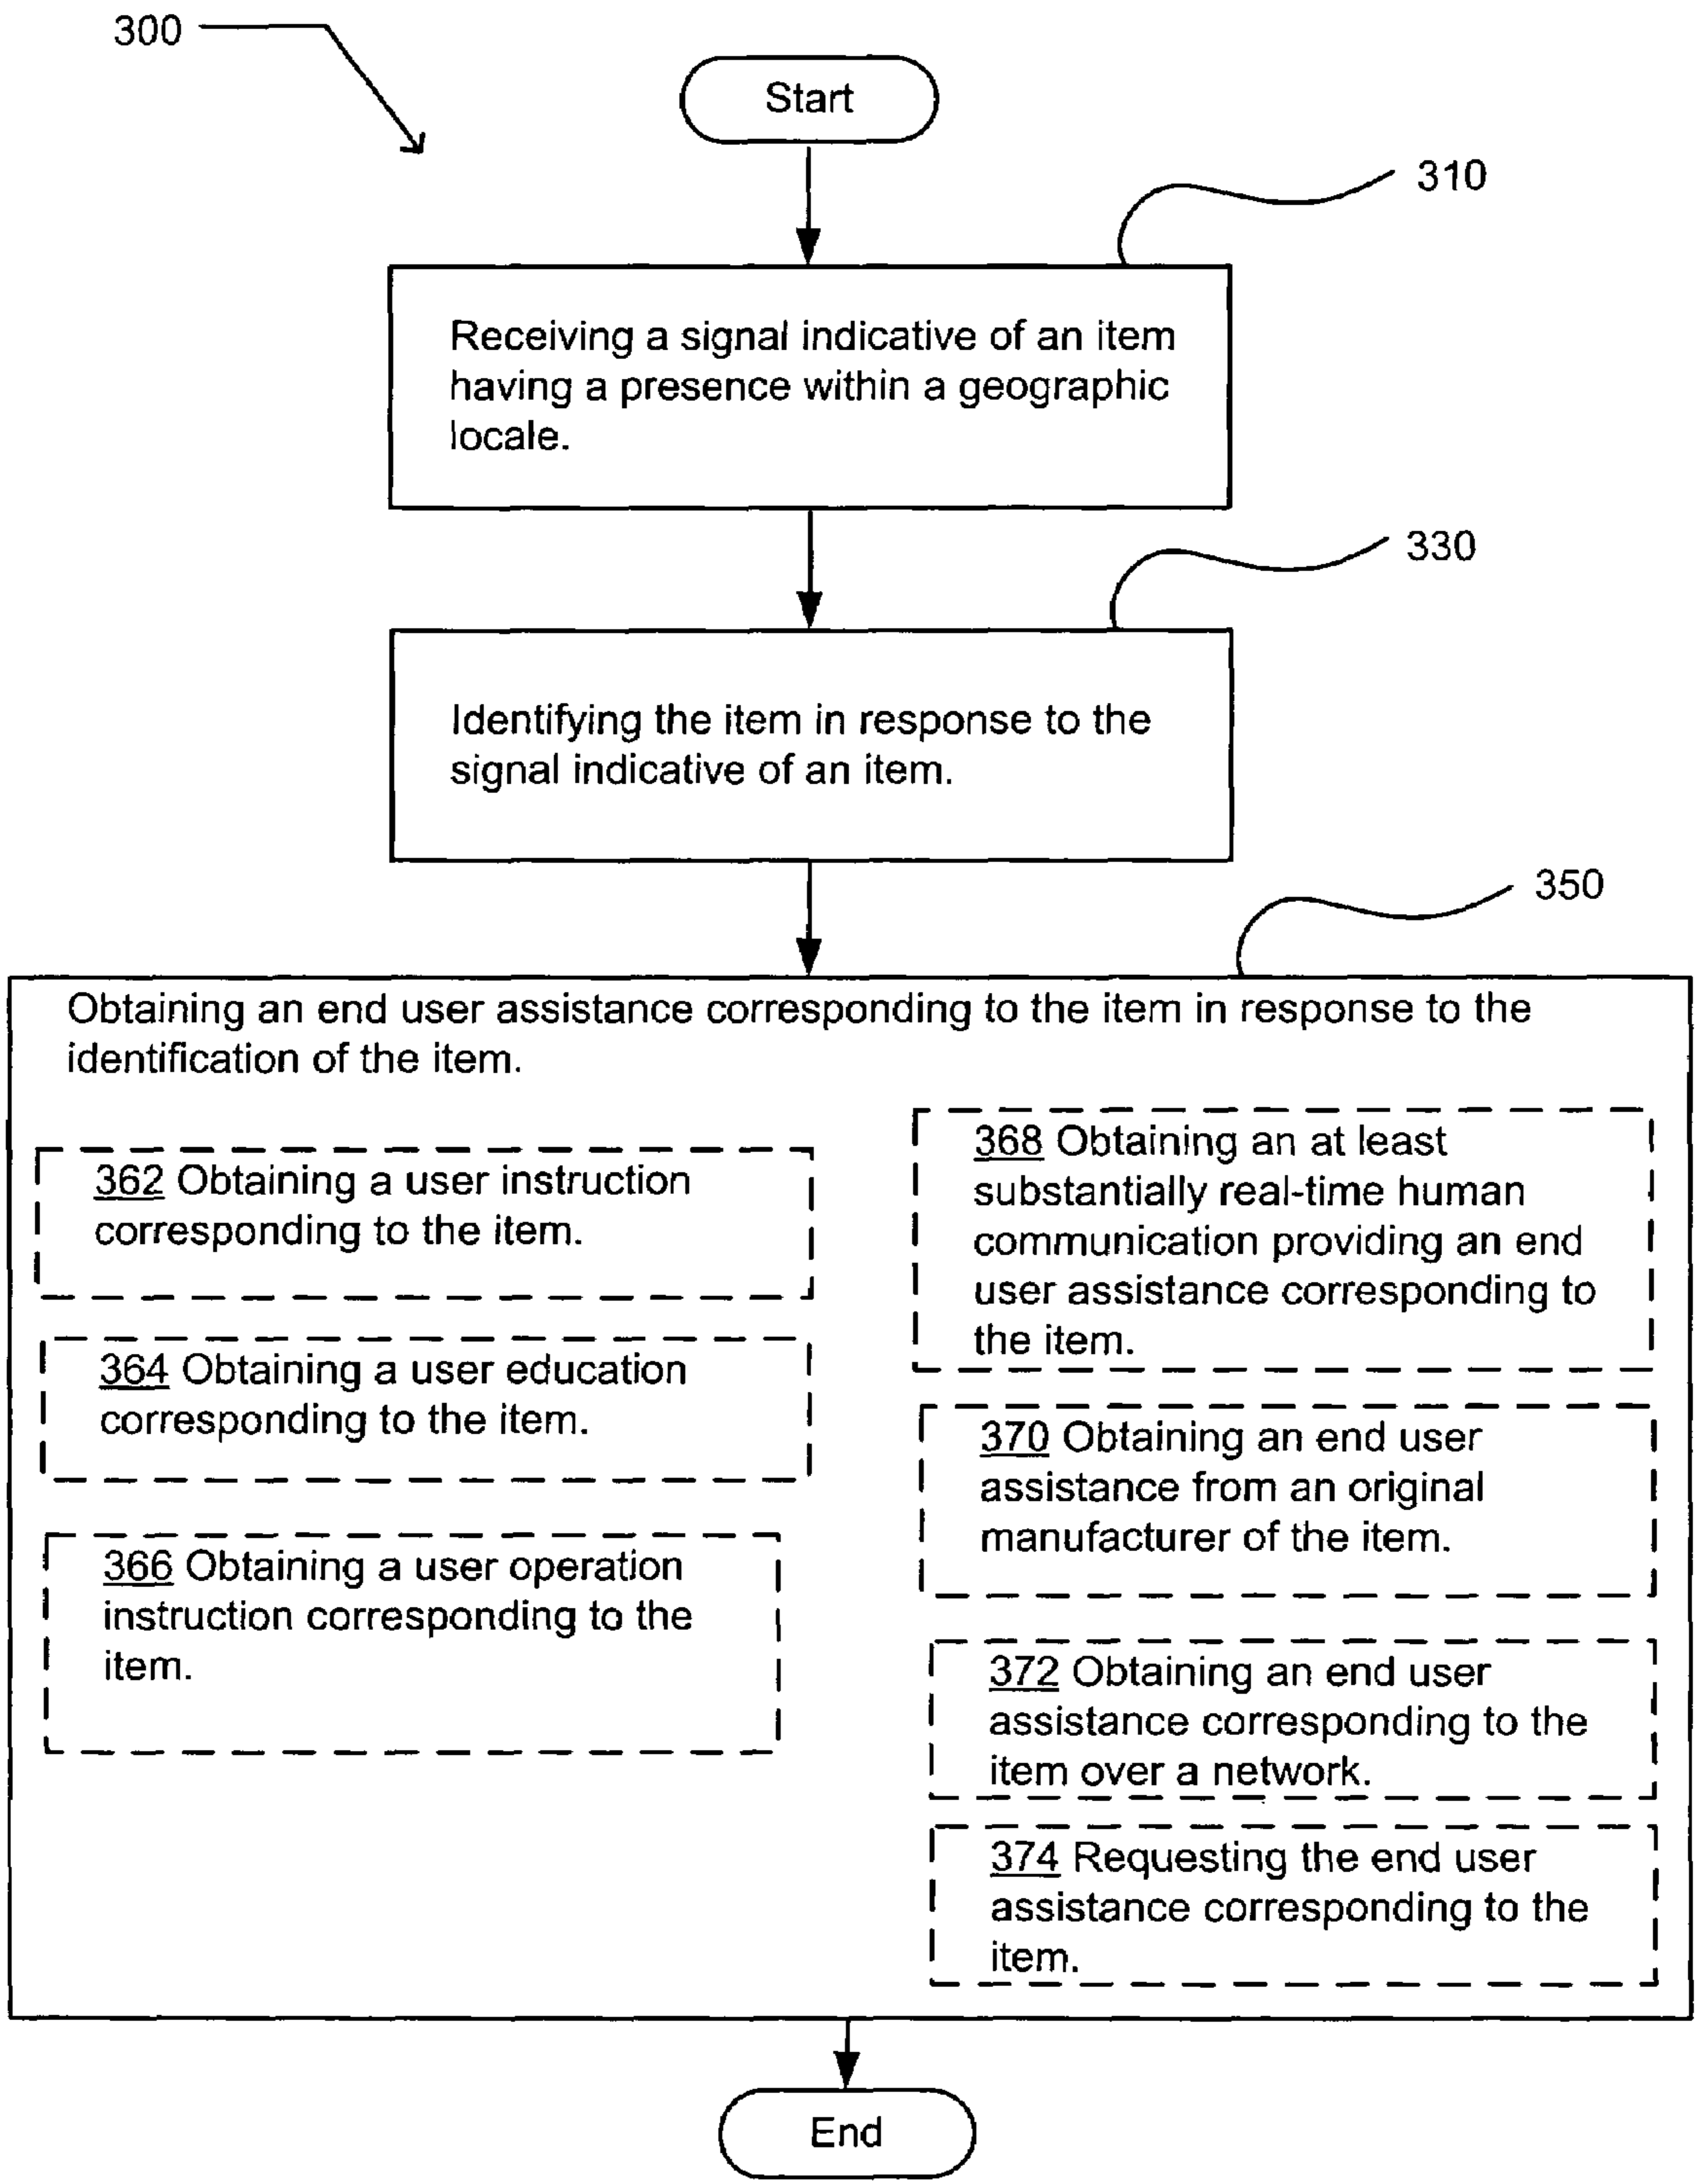 300
Start
310
Receiving a signal indicative of an item
having a presence within a geographic
locale.
330
Identifying the item in response to the
signal indicative of an item.
350
Obtaining an end user assistance corresponding to the item in response to the
identification of the item.
362 Obtaining a user instruction
corresponding to the item.
364 Obtaining a user education
corresponding to the item.
366 Obtaining a user operation
instruction corresponding to the
item.
368 Obtaining an at least
substantially real-time human
communication providing an end
user assistance corresponding to
the item.
370 Obtaining an end user
assistance from an original
manufacturer of the item.
372 Obtaining an end user
assistance corresponding to the
item over a network.
374 Requesting the end user
assistance corresponding to the
item.
End